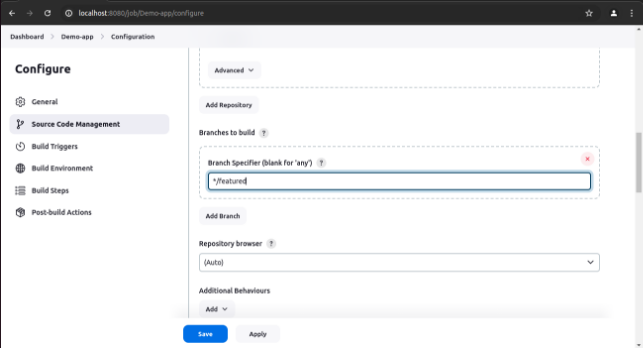 localhost:8080/job/Demo-app/configure
Dashboard > Demo-app > Configuration
Configure
General
Source Code Management
Build Triggers
Build Environment
Build Steps
Post-build Actions
Advanced
Add Repository
Branches to build ?
Branch Specifier (blank for 'any') ?
*/featured
Add Branch
Repository browser ?
(Auto)
Additional Behaviours
Add
Save Apply